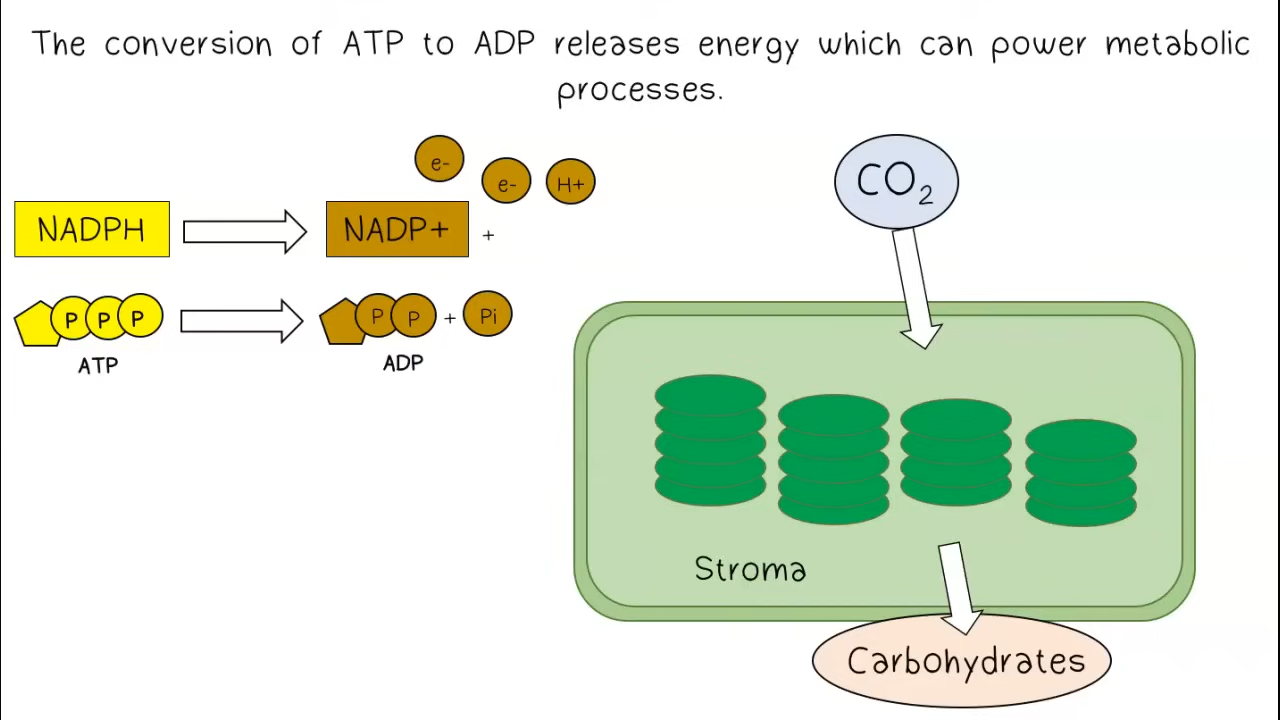 The conversion of ATP to ADP releases energy which can power metabolic
processes.
e-
e- H+
NADPH NADP+ +
P P P P P + Pi
ATP ADP
CO₂
Stroma
Carbohydrates